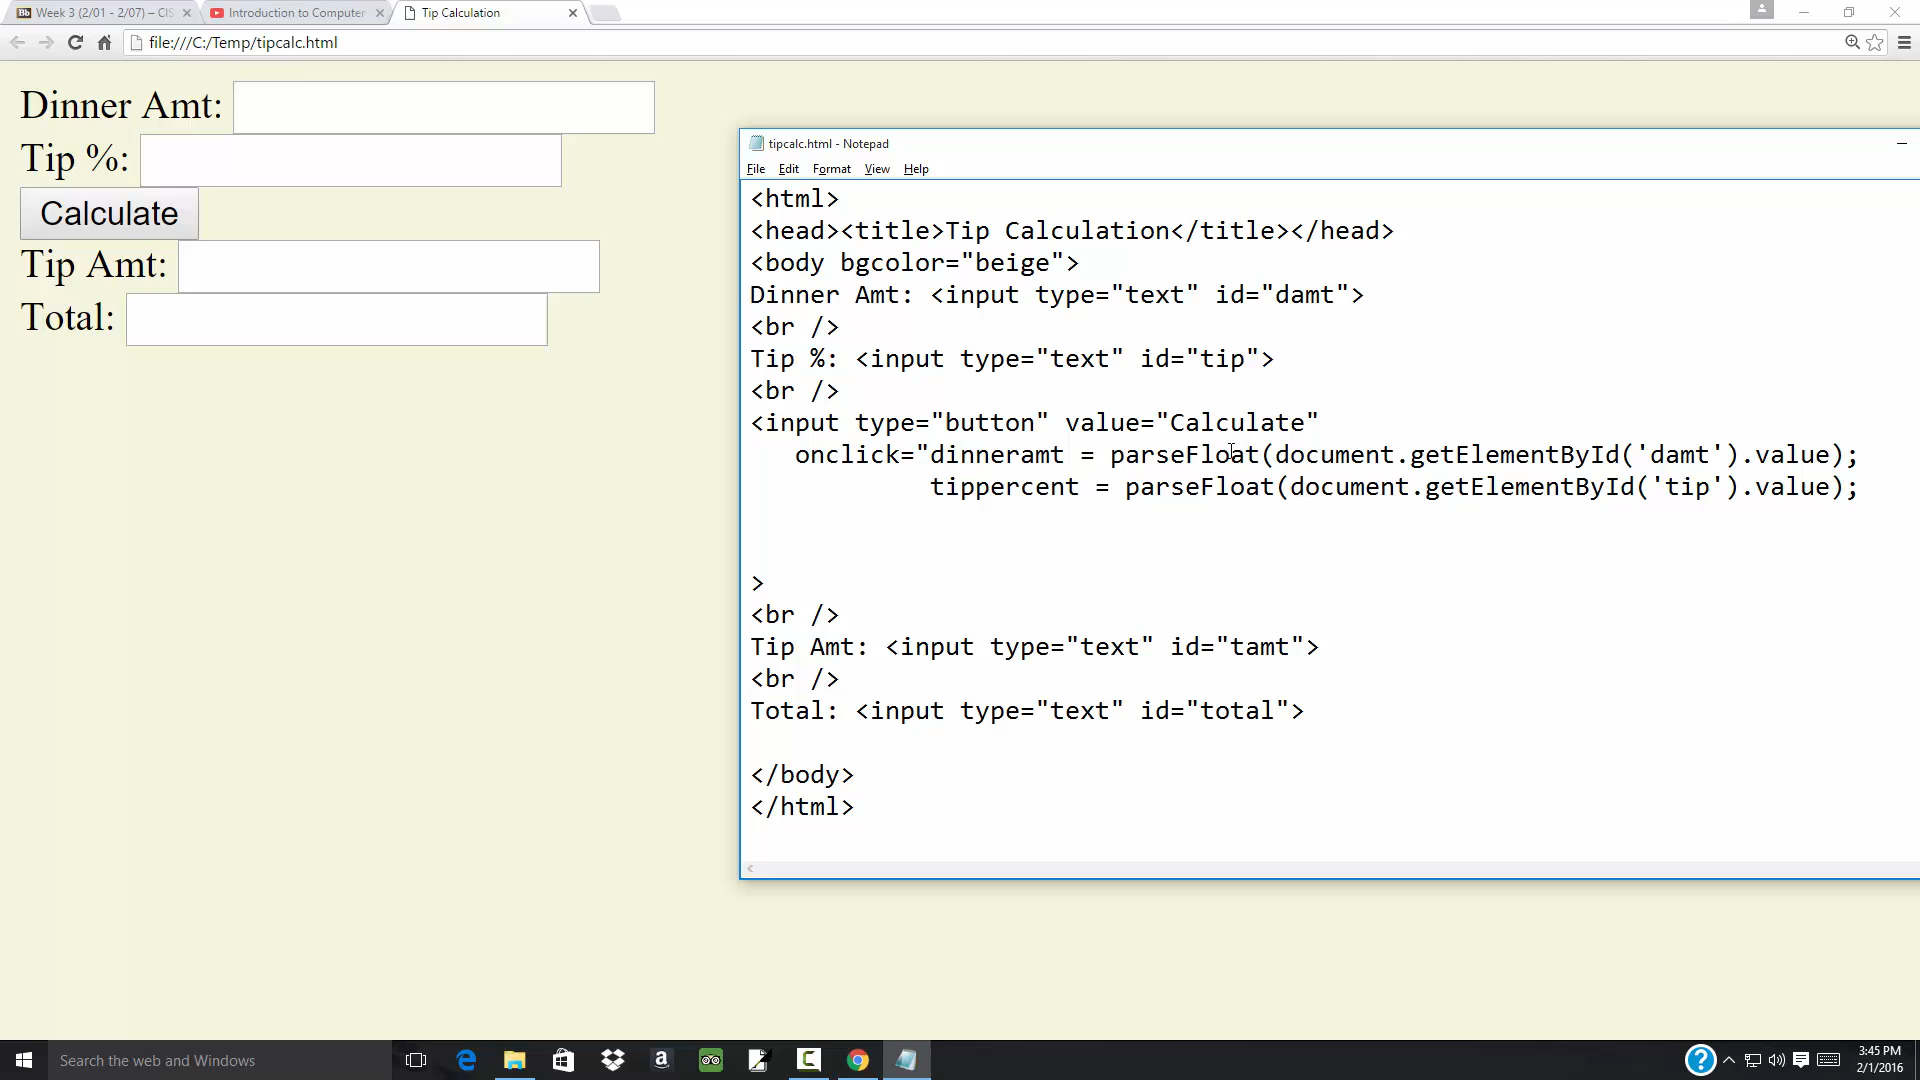 Week 3 (2/01 - 2/07) – CIS
Introduction to Computer
Tip Calculation
file:///C:/Temp/tipcalc.html
Dinner Amt:
Tip %:
Calculate
Tip Amt:
Total:
tipcalc.html - Notepad
File Edit Format View Help
<html>
<head><title>Tip Calculation</title></head>
<body bgcolor="beige">
Dinner Amt: <input type="text" id="damt">
<br />
Tip %: <input type="text" id="tip">
<br />
<input type="button" value="Calculate"
onclick="dinneramt = parseFloat(document.getElementById('damt').value);
tippercent = parseFloat(document.getElementById('tip').value);
>
<br />
Tip Amt: <input type="text" id="tamt">
<br />
Total: <input type="text" id="total">
</body>
</html>
Search the web and Windows
3:45 PM
2/1/2016